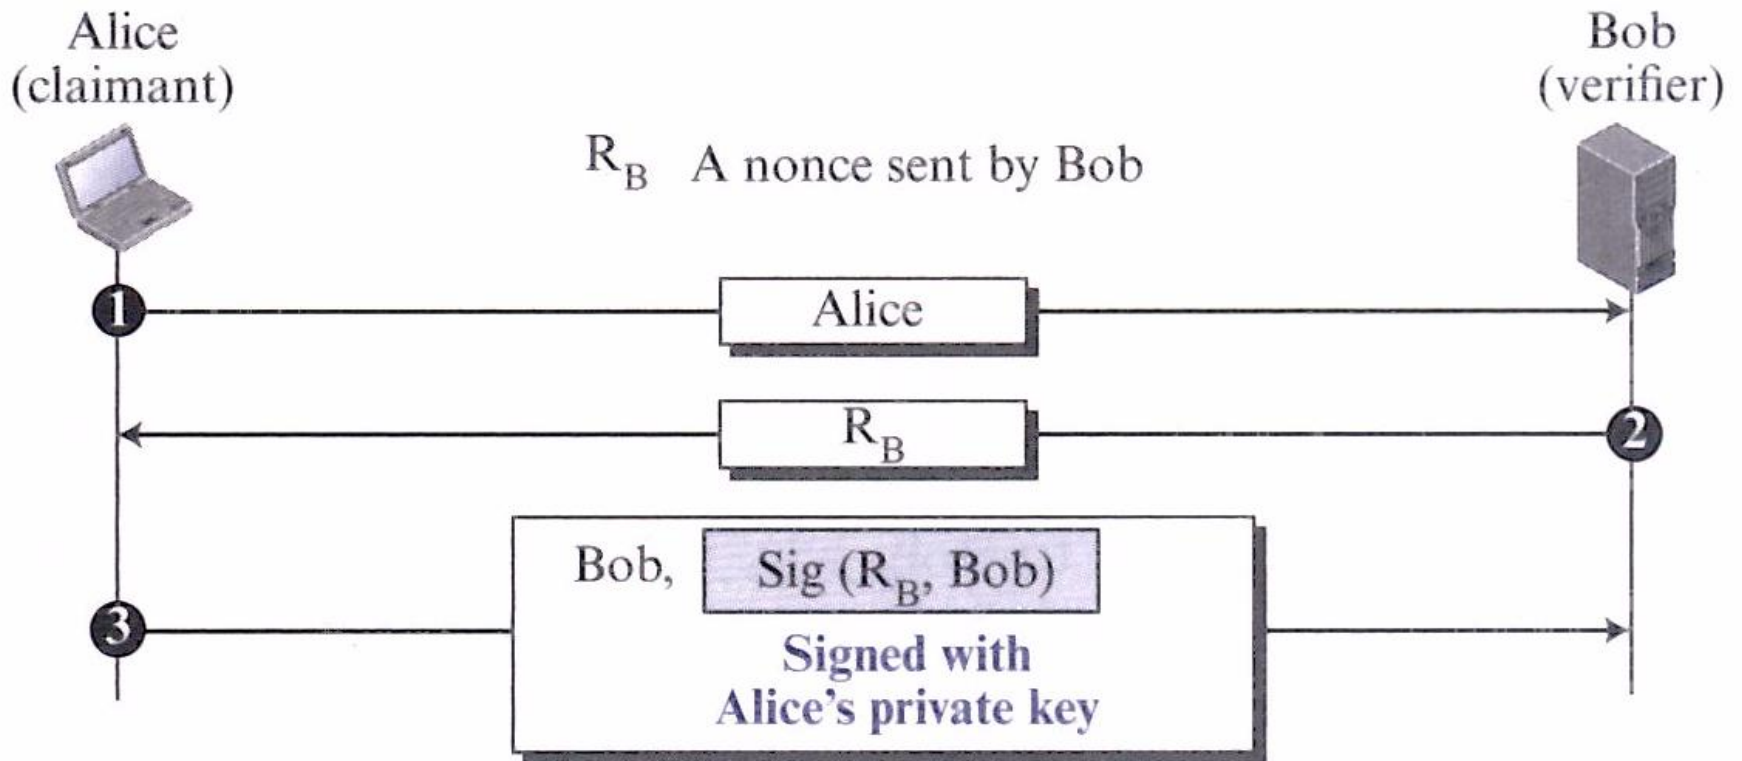 Alice
(claimant)
Bob
(verifier)
R_B A nonce sent by Bob
1
Alice
R_B
2
Bob, Sig (R_B, Bob)
3
Signed with
Alice's private key